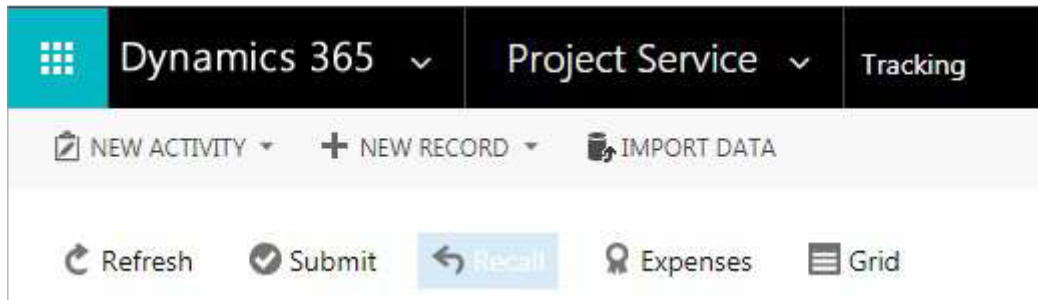 Dynamics 365 Project Service Tracking
NEW ACTIVITY NEW RECORD IMPORT DATA
Refresh Submit Recall Expenses Grid